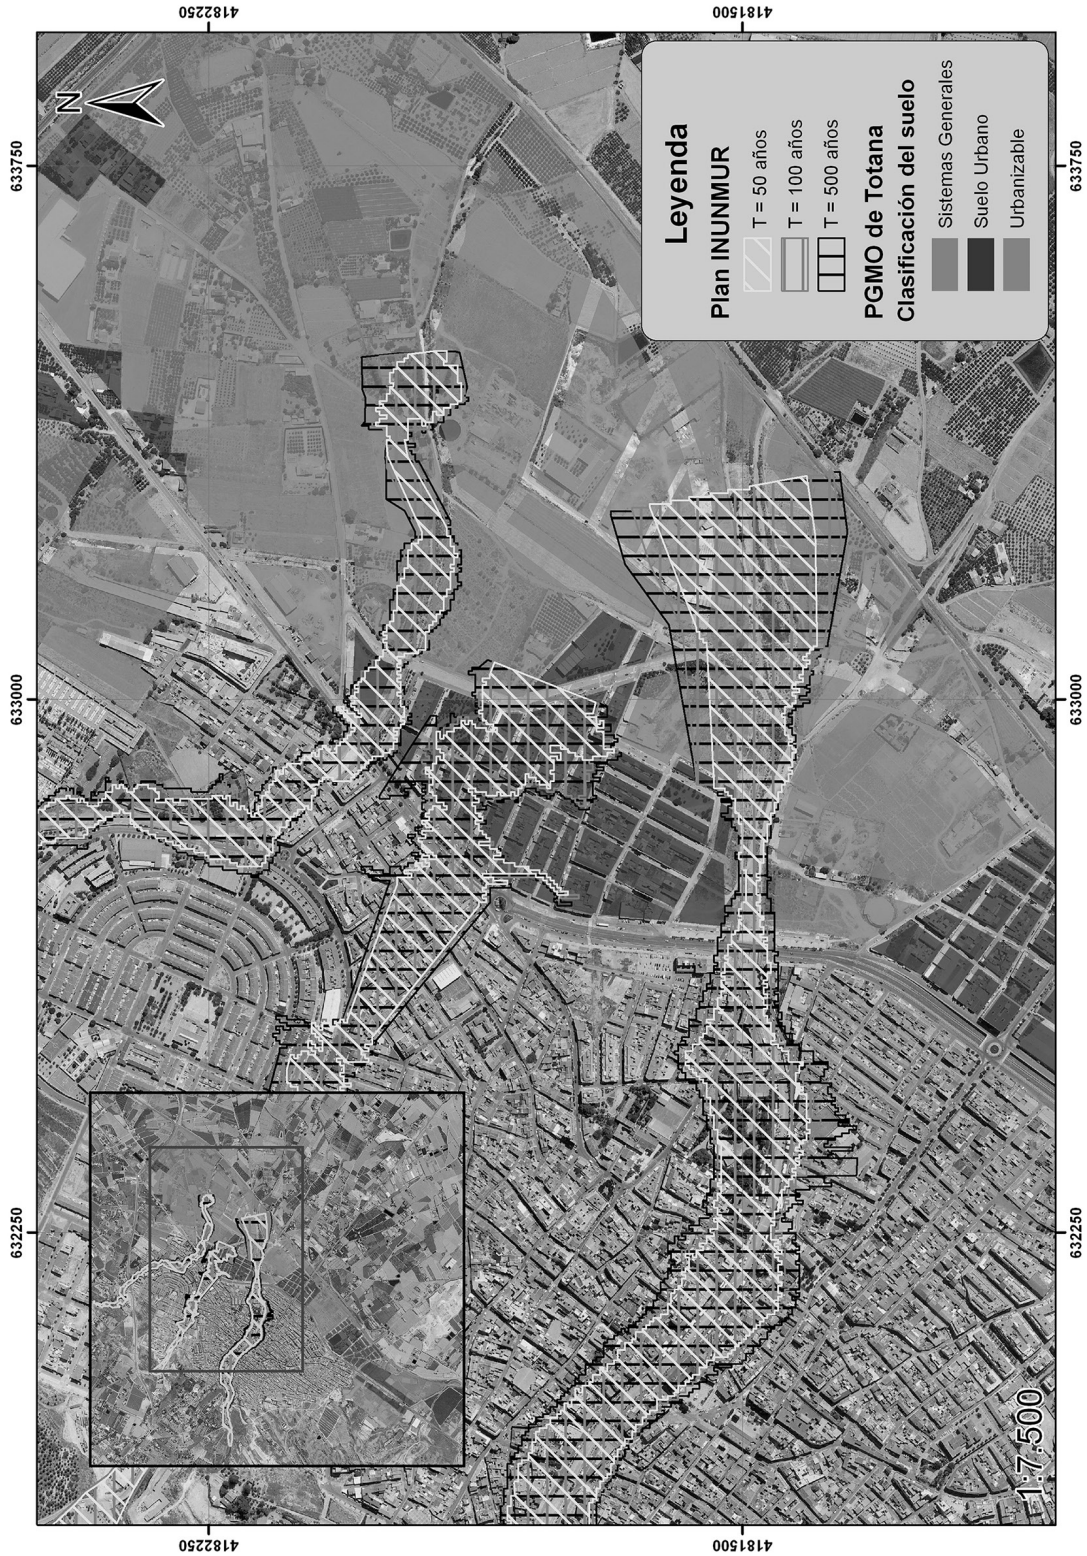 4182250
4181500
633750
633000
632250
N
Leyenda
Plan INUNMUR
T = 50 años
T = 100 años
T = 500 años
PGMO de Totana
Clasificación del suelo
Sistemas Generales
Suelo Urbano
Urbanizable
633750
633000
632250
1:7.500
4182250
4181500